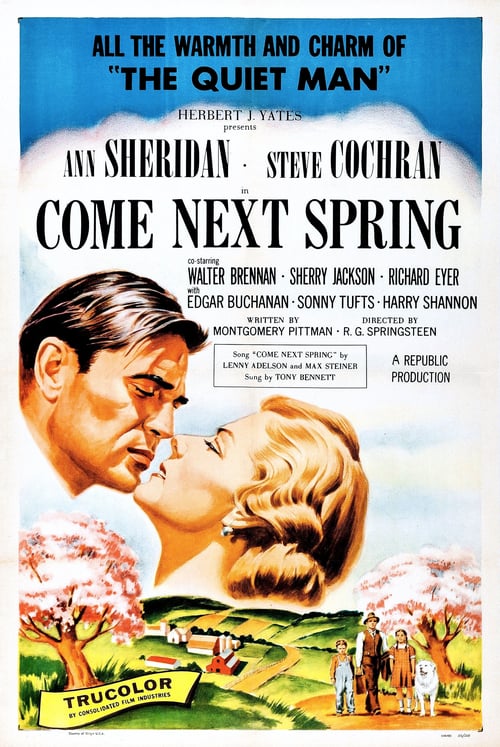 ALL THE WARMTH AND CHARM OF
"THE QUIET MAN"
HERBERT J. YATES
presents
ANN SHERIDAN · STEVE COCHRAN
in
COME NEXT SPRING
co-starring
WALTER BRENNAN · SHERRY JACKSON · RICHARD EYER
with
EDGAR BUCHANAN · SONNY TUFTS · HARRY SHANNON
WRITTEN BY
MONTGOMERY PITTMAN ·
DIRECTED BY
R. G. SPRINGSTEEN
Song "COME NEXT SPRING" by
LENNY ADELSON and MAX STEINER
Sung by TONY BENNETT
A REPUBLIC
PRODUCTION
TRUCOLOR
BY CONSOLIDATED FILM INDUSTRIES